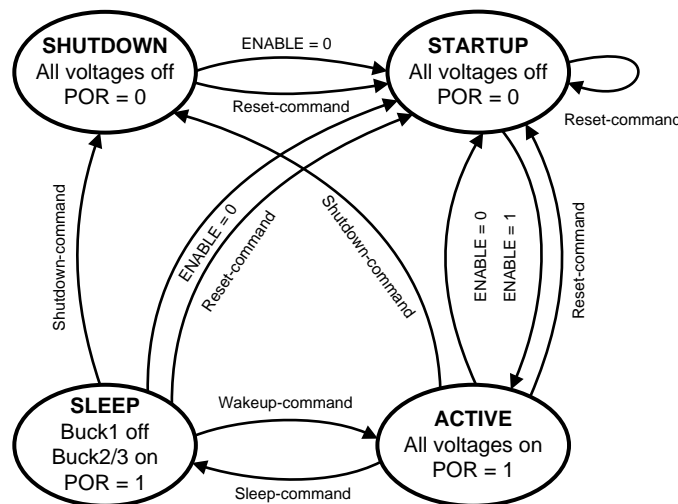 SHUTDOWN
All voltages off
POR = 0
ENABLE = 0
Reset-command
STARTUP
All voltages off
POR = 0
Reset-command
Shutdown-command
ENABLE = 0
Reset-command
Shutdown-command
ENABLE = 0
ENABLE = 1
Reset-command
SLEEP
Buck1 off
Buck2/3 on
POR = 1
Wakeup-command
Sleep-command
ACTIVE
All voltages on
POR = 1